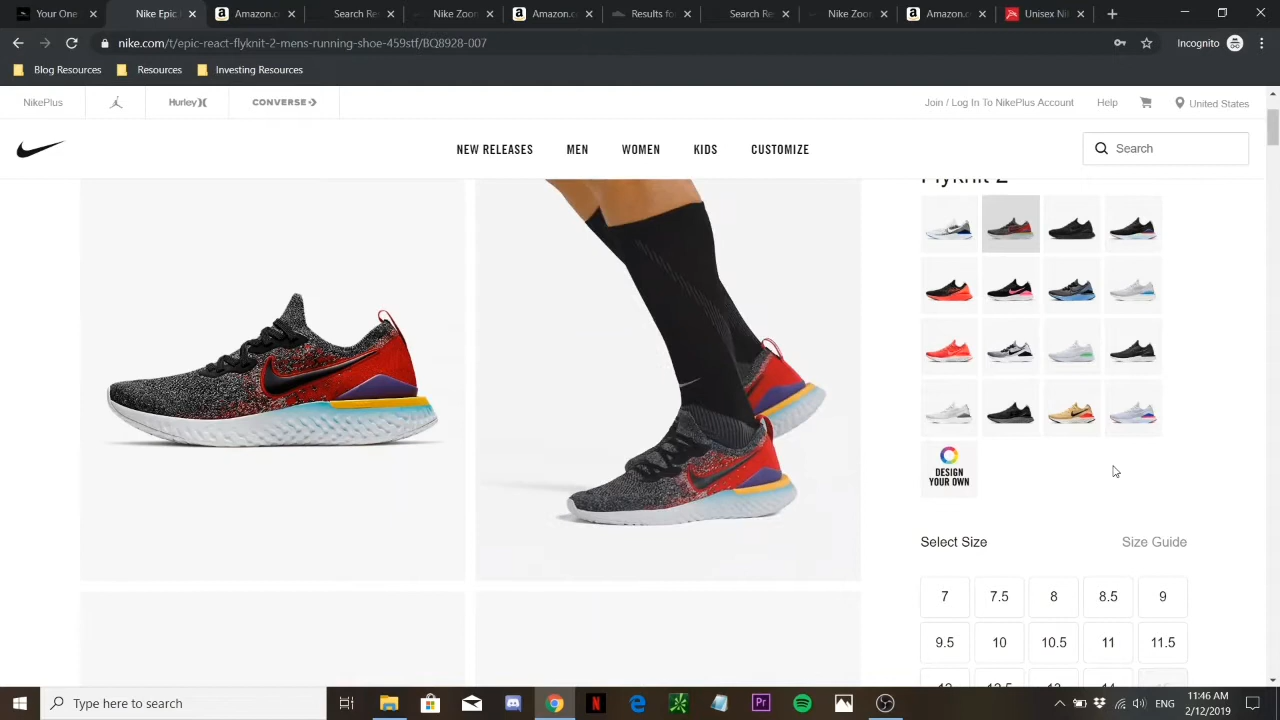 Your One
Nike Epic
Amazon.c
Search Re
Nike Zoon
Amazon.c
Results fo
Search Re
Nike Zoo
Amazon.c
Unisex Ni
nike.com/t/epic-react-flyknit-2-mens-running-shoe-459stf/BQ8928-007
Incognito
Blog Resources
Resources
Investing Resources
NikePlus
Hurley
CONVERSE
Join / Log In To NikePlus Account
Help
United States
NEW RELEASES
MEN
WOMEN
KIDS
CUSTOMIZE
Search
Flyknit 2
DESIGN
YOUR OWN
Select Size
Size Guide
7 7.5 8 8.5 9
9.5 10 10.5 11 11.5
Type here to search
ENG
11:46 AM
2/12/2019